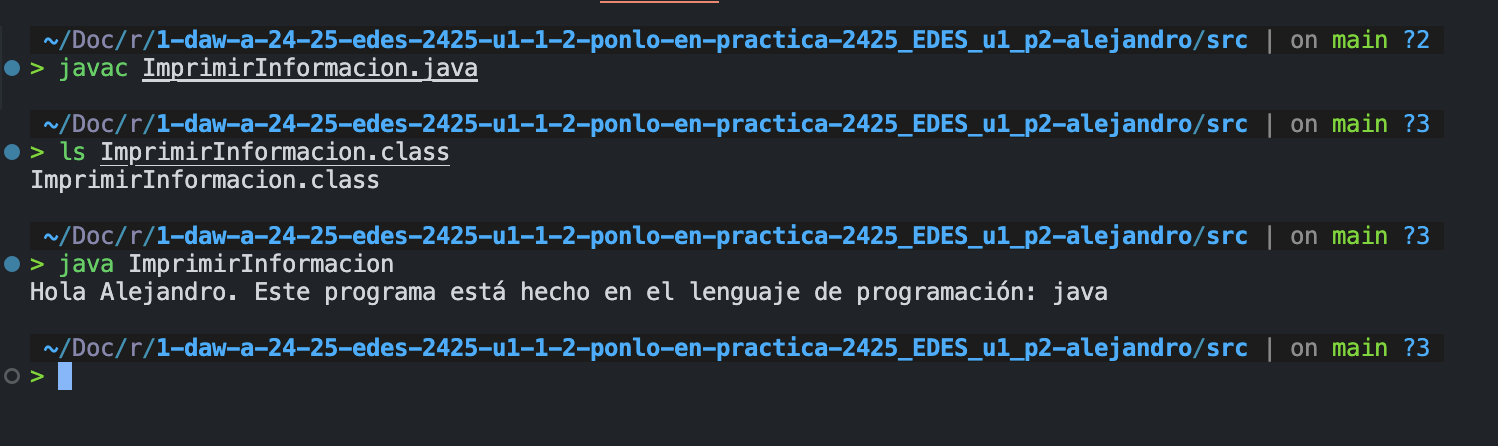 ~/Doc/r/1-daw-a-24-25-edes-2425-u1-1-2-ponlo-en-practica-2425_EDES_u1_p2-alejandro/src | on main ?2
> javac ImprimirInformacion.java
~/Doc/r/1-daw-a-24-25-edes-2425-u1-1-2-ponlo-en-practica-2425_EDES_u1_p2-alejandro/src | on main ?3
> ls ImprimirInformacion.class
ImprimirInformacion.class
~/Doc/r/1-daw-a-24-25-edes-2425-u1-1-2-ponlo-en-practica-2425_EDES_u1_p2-alejandro/src | on main ?3
> java ImprimirInformacion
Hola Alejandro. Este programa está hecho en el lenguaje de programación: java
~/Doc/r/1-daw-a-24-25-edes-2425-u1-1-2-ponlo-en-practica-2425_EDES_u1_p2-alejandro/src | on main ?3
>